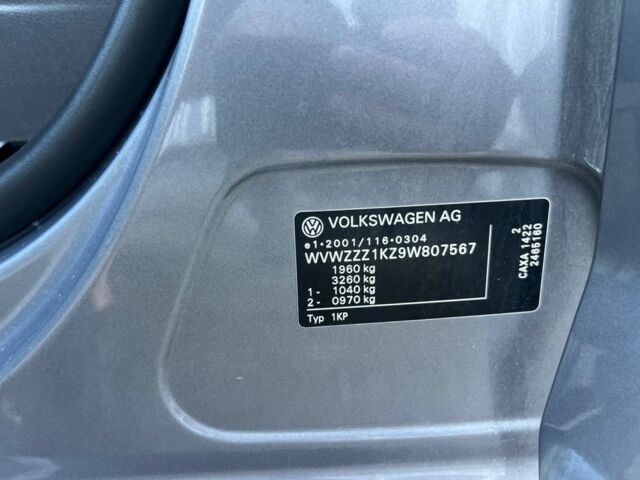 VOLKSWAGEN AG
e1*2001/116*0304
WVWZZZ1KZ9W807567
1960 kg
3260 kg
1 - 1040 kg
2 - 0970 kg
Typ 1KP
2
CAXA 1422
2465160